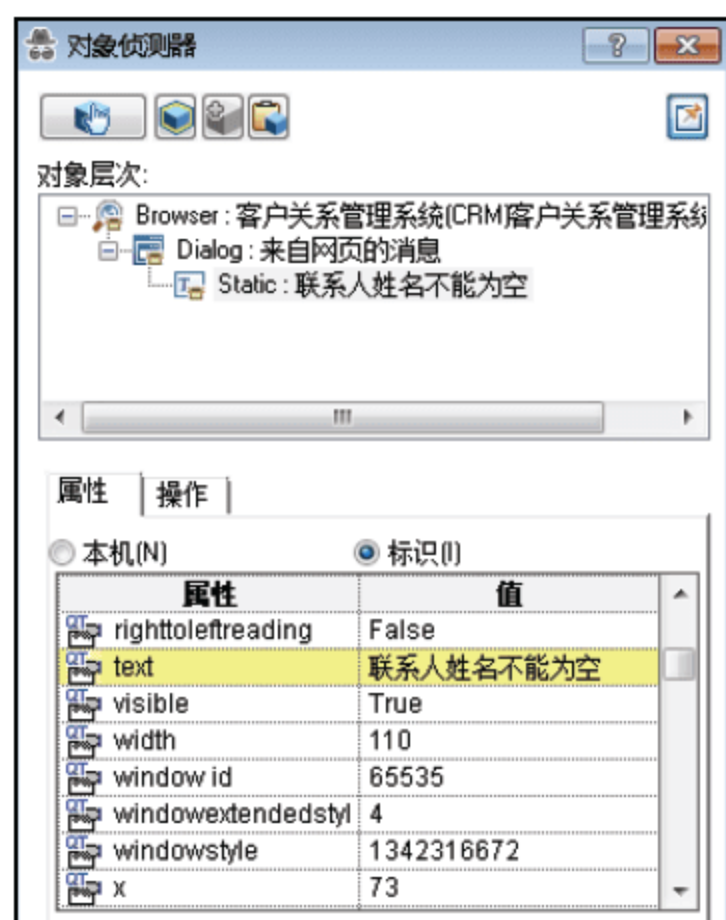 对象侦测器
对象层次:
Browser : 客户关系管理系统(CRM)客户关系管理系统
Dialog : 来自网页的消息
Static : 联系人姓名不能为空
属性 操作
本机(N) 标识(I)
属性 值
righttoleftreading False
text 联系人姓名不能为空
visible True
width 110
window id 65535
windowextendedstyl 4
windowstyle 1342316672
x 73